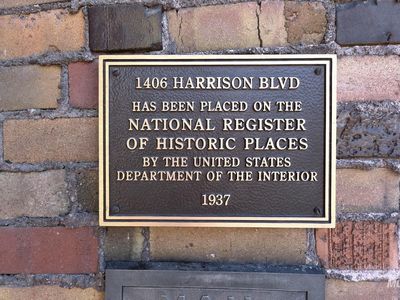 1406 HARRISON BLVD
HAS BEEN PLACED ON THE
NATIONAL REGISTER
OF HISTORIC PLACES
BY THE UNITED STATES
DEPARTMENT OF THE INTERIOR
1937